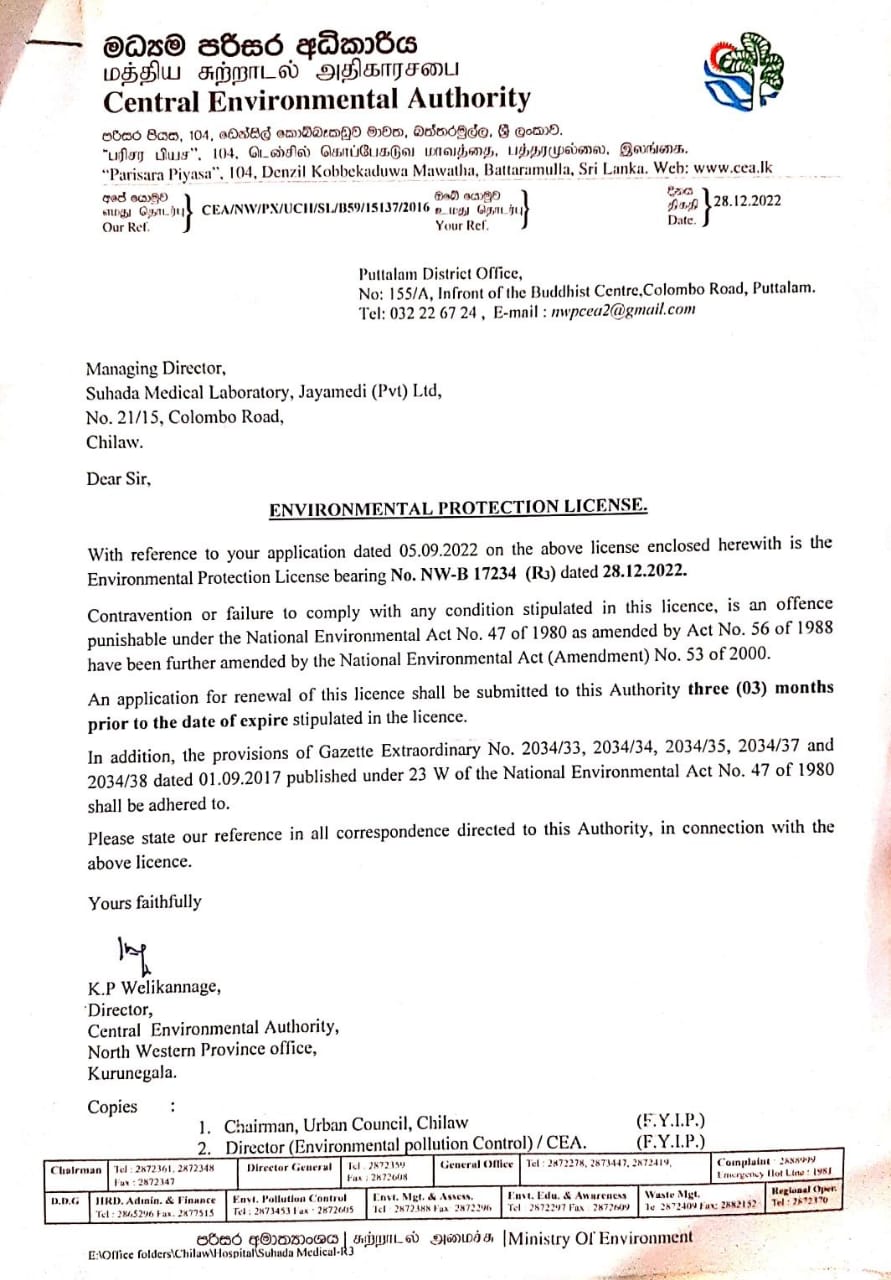 මධ්‍යම පරිසර අධිකාරිය
மத்திய சுற்றாடல் அதிகாரசபை
Central Environmental Authority
පරිසර පියස, 104, ඩෙන්සිල් කොබ්බෑකඩුව මාවත, බත්තරමුල්ල, ශ්‍රී ලංකාව.
"பரிசர பியச", 104, டென்சில் கொப்பேகடுவ மாவத்தை, பத்தரமுல்லை, இலங்கை.
"Parisara Piyasa", 104, Denzil Kobbekaduwa Mawatha, Battaramulla, Sri Lanka. Web: www.cea.lk
අපේ යොමුව
எமது தொடர்பு
Our Ref.
CEA/NW/PX/UCH/SL/B59/15137/2016
ඔබේ යොමුව
உமது தொடர்பு
Your Ref.
දිනය
திகதி
Date.
28.12.2022
Puttalam District Office,
No: 155/A, Infront of the Buddhist Centre,Colombo Road, Puttalam.
Tel: 032 22 67 24 , E-mail : nwpcea2@gmail.com
Managing Director,
Suhada Medical Laboratory, Jayamedi (Pvt) Ltd,
No. 21/15, Colombo Road,
Chilaw.
Dear Sir,
ENVIRONMENTAL PROTECTION LICENSE.
With reference to your application dated 05.09.2022 on the above license enclosed herewith is the
Environmental Protection License bearing No. NW-B 17234 (R3) dated 28.12.2022.
Contravention or failure to comply with any condition stipulated in this licence, is an offence
punishable under the National Environmental Act No. 47 of 1980 as amended by Act No. 56 of 1988
have been further amended by the National Environmental Act (Amendment) No. 53 of 2000.
An application for renewal of this licence shall be submitted to this Authority three (03) months
prior to the date of expire stipulated in the licence.
In addition, the provisions of Gazette Extraordinary No. 2034/33, 2034/34, 2034/35, 2034/37 and
2034/38 dated 01.09.2017 published under 23 W of the National Environmental Act No. 47 of 1980
shall be adhered to.
Please state our reference in all correspondence directed to this Authority, in connection with the
above licence.
Yours faithfully
K.P Welikannage,
Director,
Central Environmental Authority,
North Western Province office,
Kurunegala.
Copies :
1. Chairman, Urban Council, Chilaw (F.Y.I.P.)
2. Director (Environmental pollution Control) / CEA. (F.Y.I.P.)
Chairman Tel : 2872361, 2872348 Fax : 2872347
Director General Tel : 2872359 Fax : 2872608
General Office Tel : 2872278, 2873447, 2872419,
Complaint : 2888999 Emergency Hot Line : 1981
D.D.G HRD. Admin. & Finance Tel : 2865296 Fax. 2877515
Envt. Pollution Control Tel : 2873453 Fax - 2872605
Envt. Mgt. & Assess. Tel 2872388 Fax 2872296
Envt. Edu. & Awareness Tel 2872297 Fax 2872609
Waste Mgt. Te 2872409 Fax: 2882152
Regional Oper. Tel : 2872370
පරිසර අමාත්‍යාංශය | சுற்றாடல் அமைச்சு |Ministry Of Environment
E:\Office folders\Chilaw\Hospital\Suhada Medical-R3